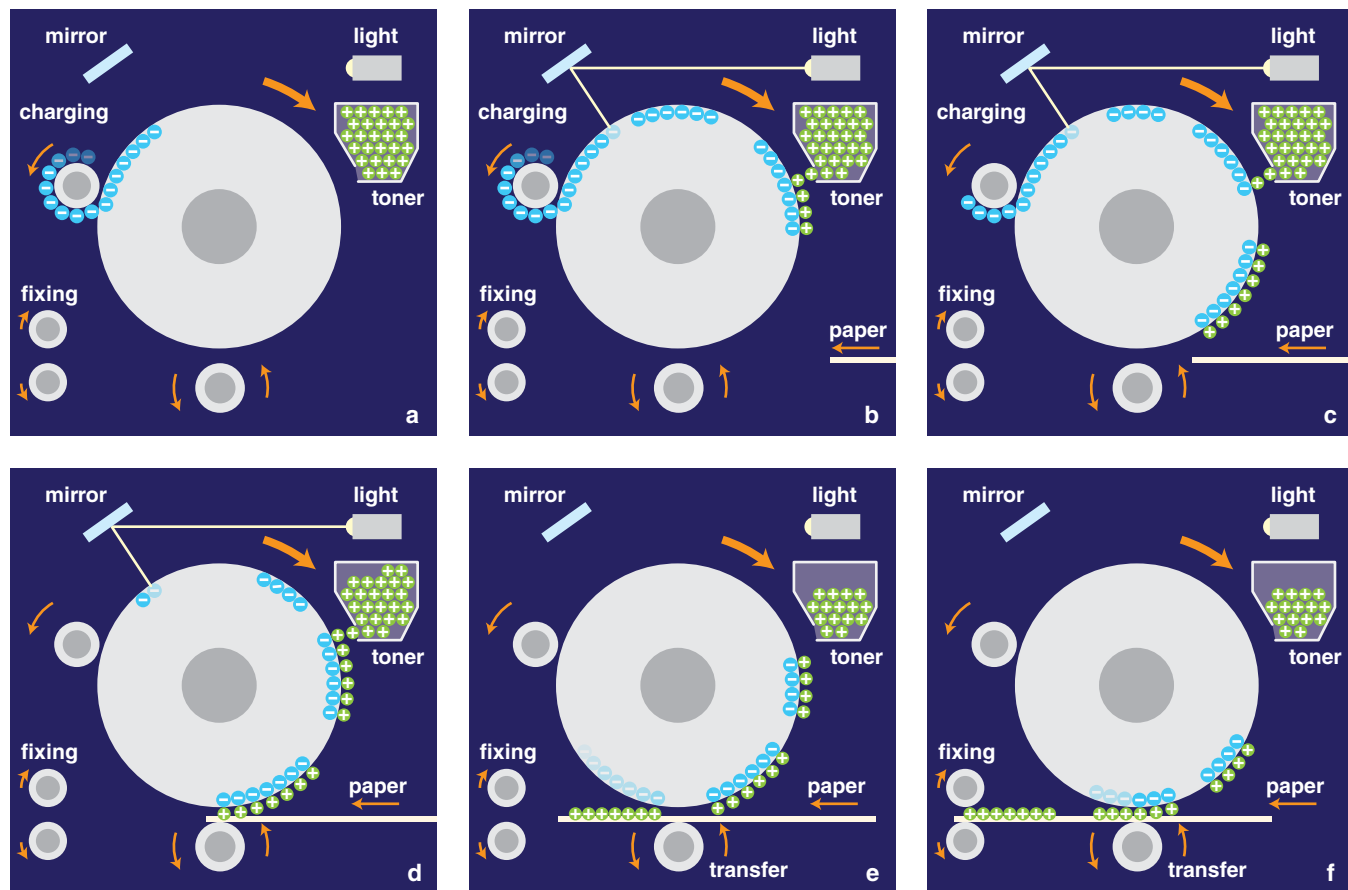 mirror
light
charging
toner
fixing
a
mirror
light
charging
toner
fixing
paper
b
mirror
light
charging
toner
fixing
paper
c
mirror
light
toner
fixing
paper
d
mirror
light
toner
fixing
paper
transfer
e
mirror
light
toner
fixing
paper
transfer
f